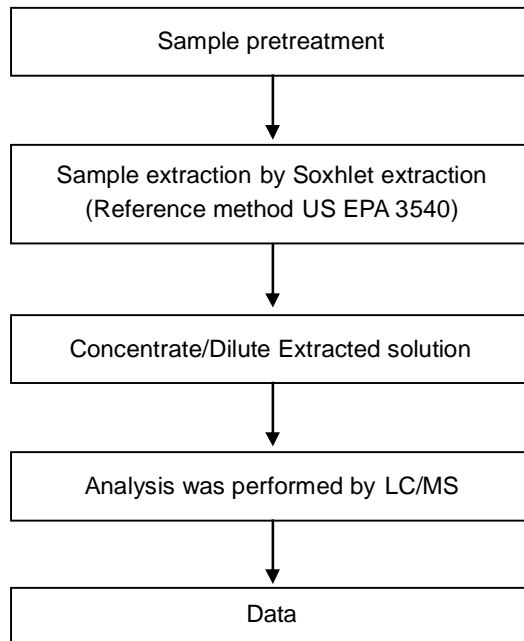 Sample pretreatment
Sample extraction by Soxhlet extraction
(Reference method US EPA 3540)
Concentrate/Dilute Extracted solution
Analysis was performed by LC/MS
Data